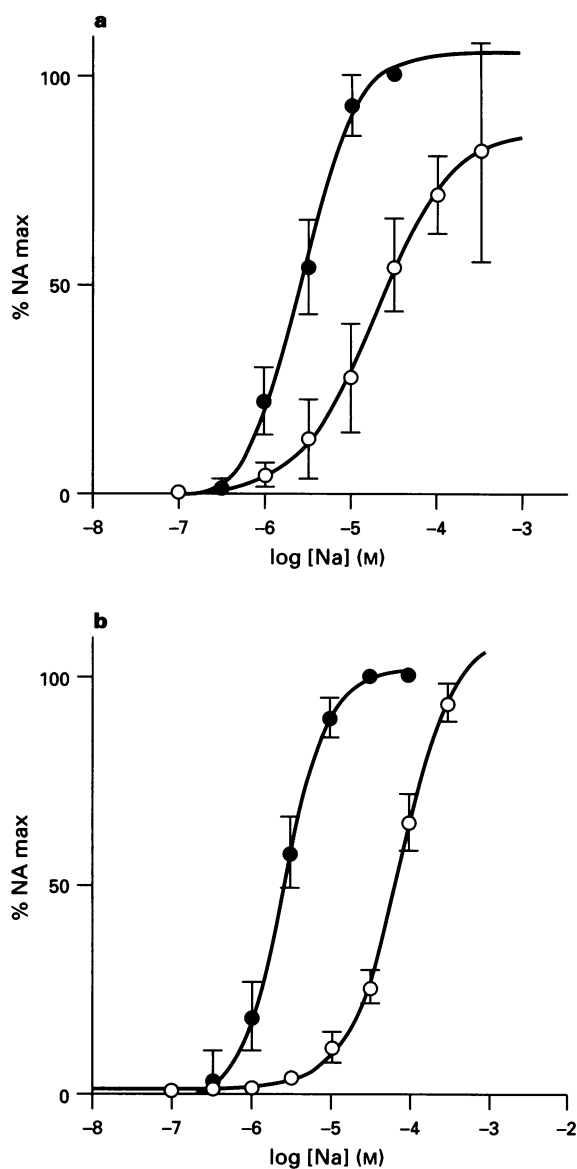 a
100
50
0
% NA max
–8 –7 –6 –5 –4 –3
log [Na] (M)
b
100
50
0
% NA max
–8 –7 –6 –5 –4 –3 –2
log [Na] (M)